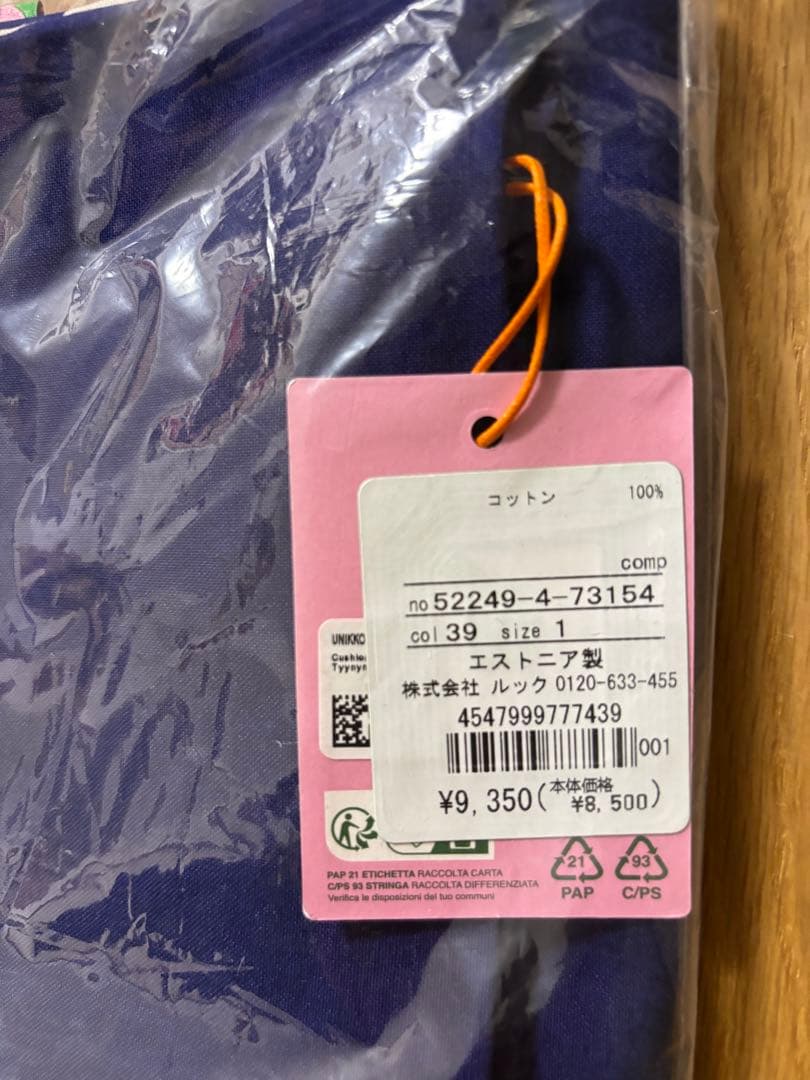 コットン 100%
comp
no 52249-4-73154
col 39 size 1
エストニア製
株式会社 ルック 0120-633-455
4547999777439
001
¥9,350(本体価格 ¥8,500)
UNIKKO
Tyyny
21
PAP
93
C/PS
PAP 21 ETICHETTA RACCOLTA CARTA
C/PS 93 STRINGA RACCOLTA DIFFERENZIATA
Verifica le disposizioni del tuo comuni